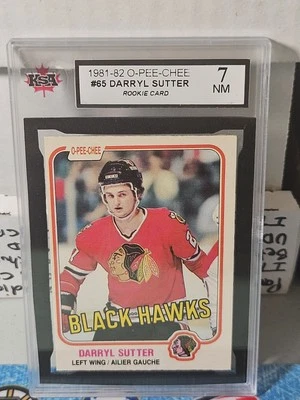 KSA
1981-82 O-PEE-CHEE
#65 DARRYL SUTTER
ROOKIE CARD
7
NM
O-PEE-CHEE
BLACK HAWKS
DARRYL SUTTER
LEFT WING / AILIER GAUCHE